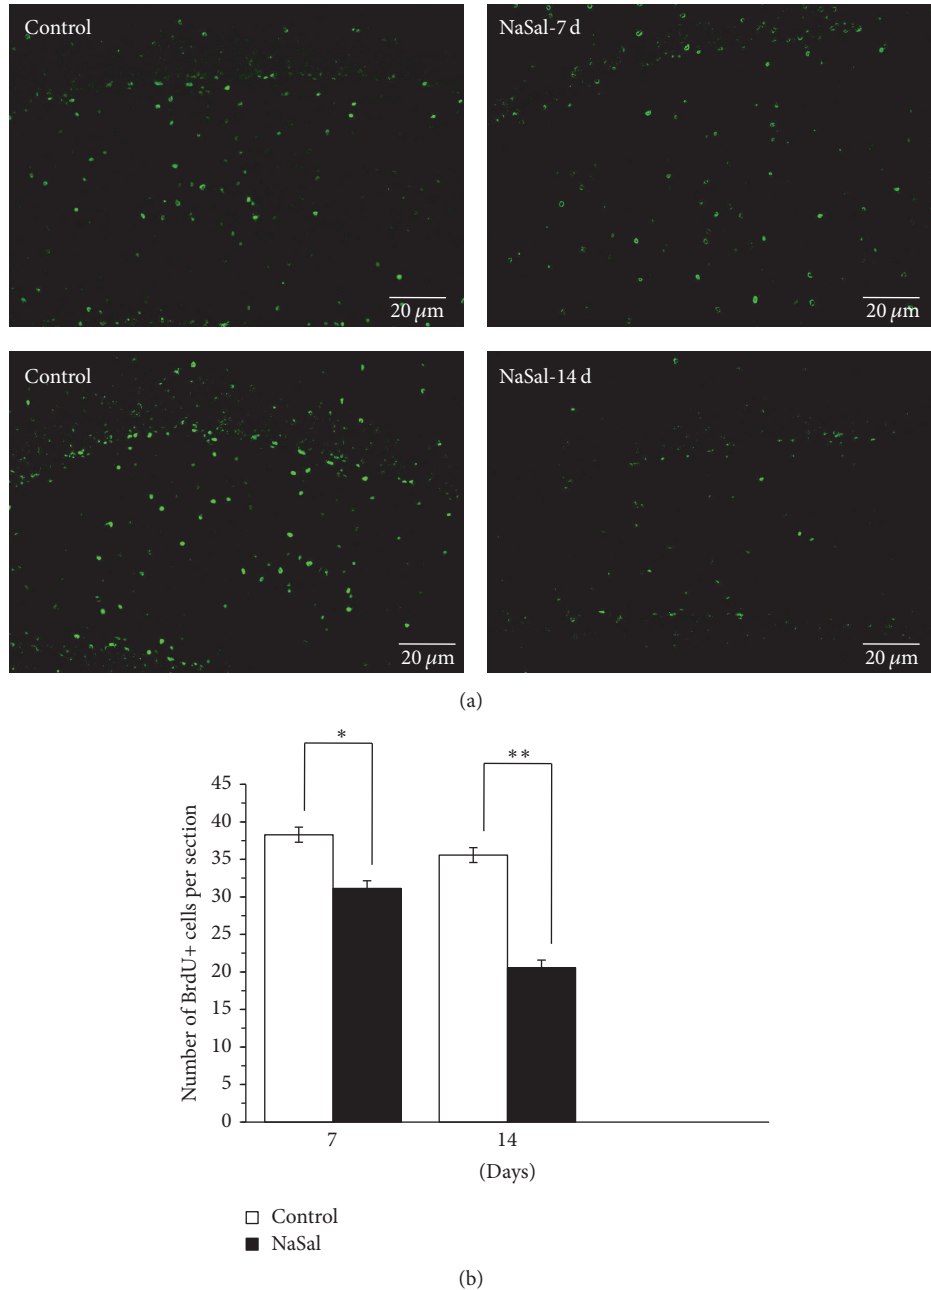 Control
NaSal-7 d
20 μm
20 μm
Control
NaSal-14 d
20 μm
20 μm
(a)
*
**
45
40
35
30
25
20
15
10
5
0
Number of BrdU+ cells per section
7
14
(Days)
Control
NaSal
(b)